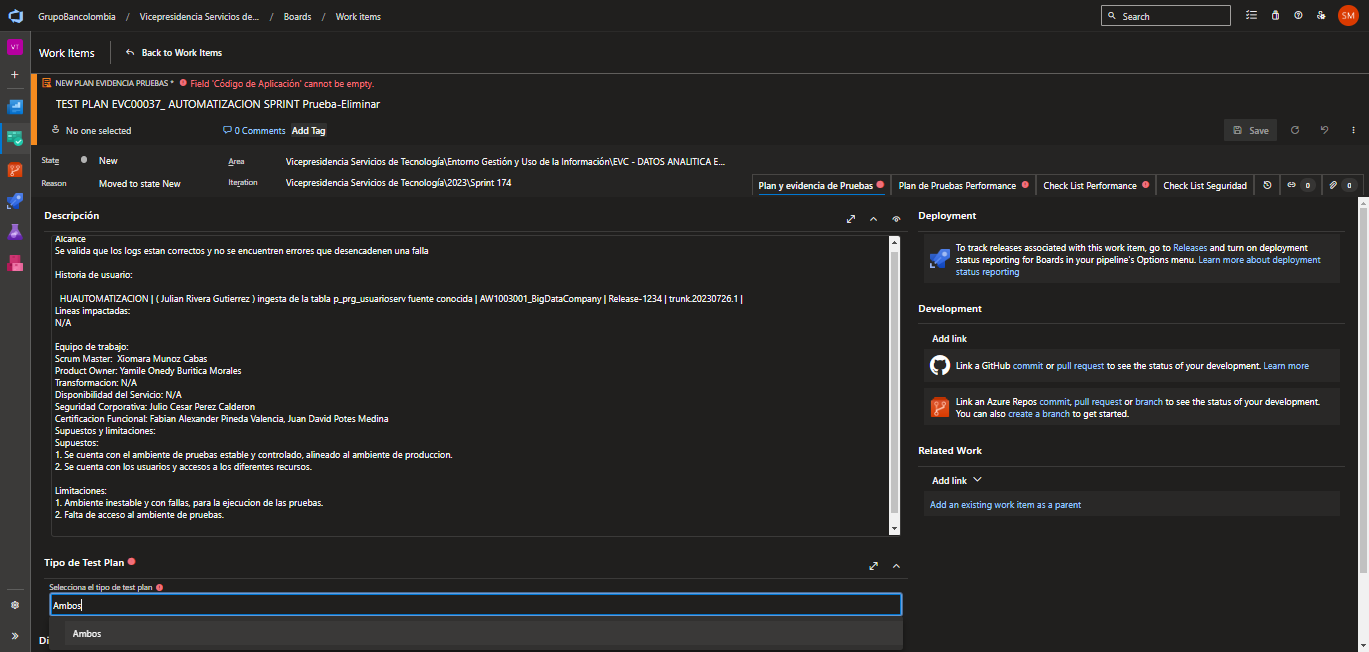 GrupoBancolombia / Vicepresidencia Servicios de... / Boards / Work items
Search
SM
VT
Work Items
Back to Work Items
NEW PLAN EVIDENCIA PRUEBAS * Field 'Código de Aplicación' cannot be empty.
TEST PLAN EVC00037_ AUTOMATIZACION SPRINT Prueba-Eliminar
No one selected
0 Comments
Add Tag
Save
State
New
Area
Vicepresidencia Servicios de Tecnología\Entorno Gestión y Uso de la Información\EVC - DATOS ANALITICA E...
Reason
Moved to state New
Iteration
Vicepresidencia Servicios de Tecnología\2023\Sprint 174
Plan y evidencia de Pruebas
Plan de Pruebas Performance
Check List Performance
Check List Seguridad
0
0
Descripción
Alcance
Se valida que los logs estan correctos y no se encuentren errores que desencadenen una falla
Historia de usuario:
HUAUTOMATIZACION | ( Julian Rivera Gutierrez ) ingesta de la tabla p_prg_usuarioserv fuente conocida | AW1003001_BigDataCompany | Release-1234 | trunk.20230726.1 |
Lineas impactadas:
N/A
Equipo de trabajo:
Scrum Master: Xiomara Munoz Cabas
Product Owner: Yamile Onedy Buritica Morales
Transformacion: N/A
Disponibilidad del Servicio: N/A
Seguridad Corporativa: Julio Cesar Perez Calderon
Certificacion Funcional: Fabian Alexander Pineda Valencia, Juan David Potes Medina
Supuestos y limitaciones:
Supuestos:
1. Se cuenta con el ambiente de pruebas estable y controlado, alineado al ambiente de produccion.
2. Se cuenta con los usuarios y accesos a los diferentes recursos.
Limitaciones:
1. Ambiente inestable y con fallas, para la ejecucion de las pruebas.
2. Falta de acceso al ambiente de pruebas.
Tipo de Test Plan
Selecciona el tipo de test plan
Ambos
Ambos
Di
Deployment
To track releases associated with this work item, go to Releases and turn on deployment
status reporting for Boards in your pipeline's Options menu. Learn more about deployment
status reporting
Development
Add link
Link a GitHub commit or pull request to see the status of your development. Learn more
Link an Azure Repos commit, pull request or branch to see the status of your development.
You can also create a branch to get started.
Related Work
Add link
Add an existing work item as a parent